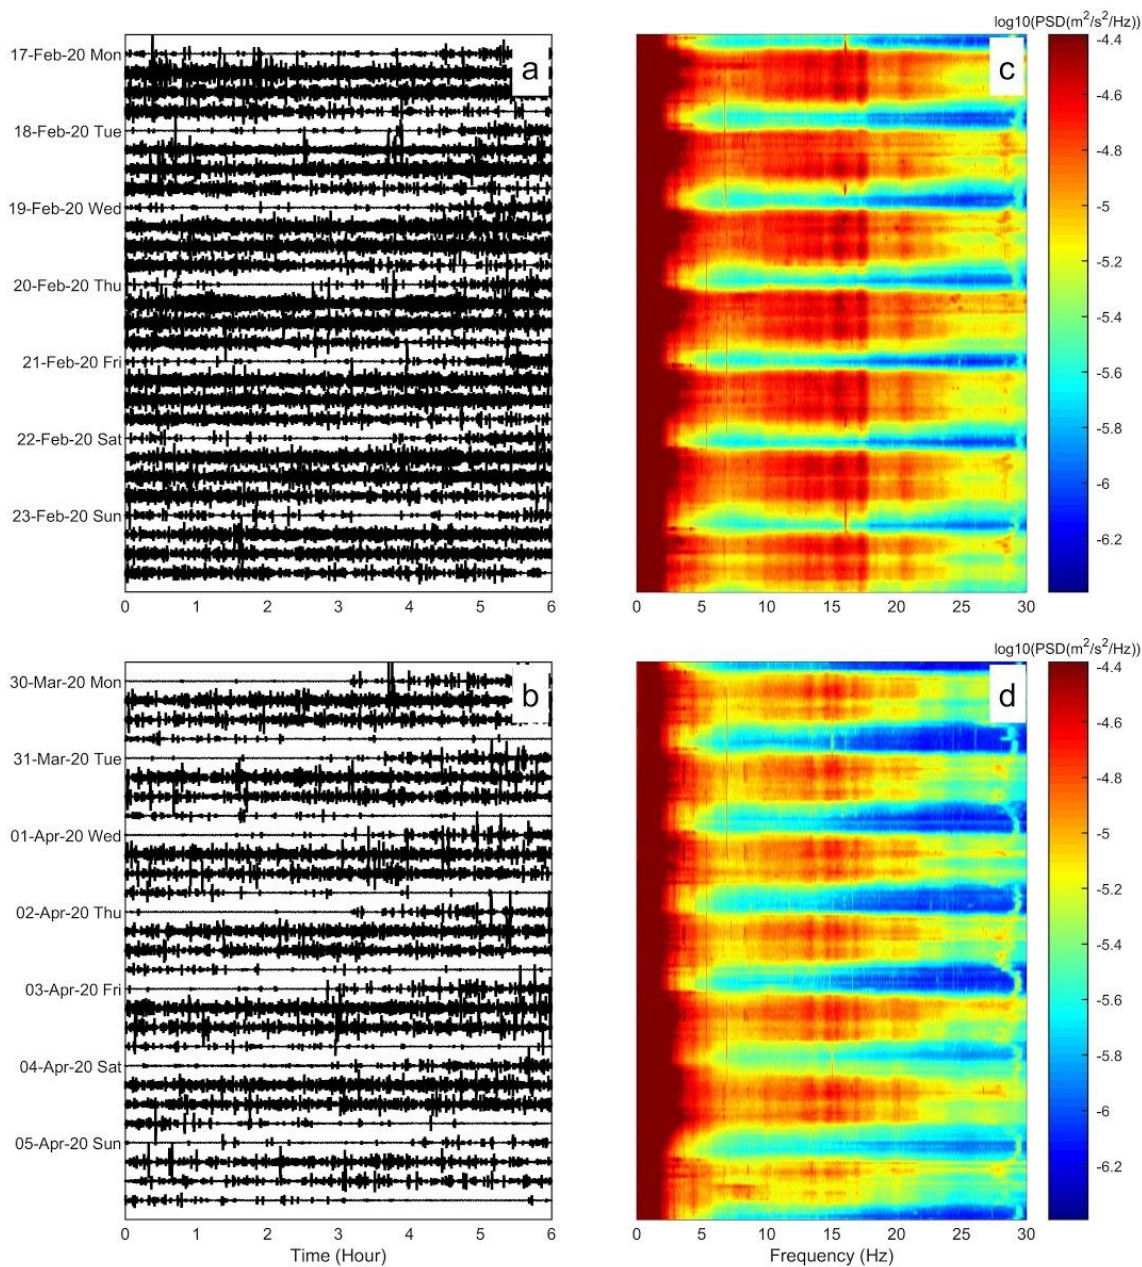 log10(PSD(m²/s²/Hz))
a
17-Feb-20 Mon
18-Feb-20 Tue
19-Feb-20 Wed
20-Feb-20 Thu
21-Feb-20 Fri
22-Feb-20 Sat
23-Feb-20 Sun
0 1 2 3 4 5 6
c
0 5 10 15 20 25 30
-4.4
-4.6
-4.8
-5
-5.2
-5.4
-5.6
-5.8
-6
-6.2
b
30-Mar-20 Mon
31-Mar-20 Tue
01-Apr-20 Wed
02-Apr-20 Thu
03-Apr-20 Fri
04-Apr-20 Sat
05-Apr-20 Sun
0 1 2 3 4 5 6
Time (Hour)
log10(PSD(m²/s²/Hz))
d
0 5 10 15 20 25 30
Frequency (Hz)
-4.4
-4.6
-4.8
-5
-5.2
-5.4
-5.6
-5.8
-6
-6.2